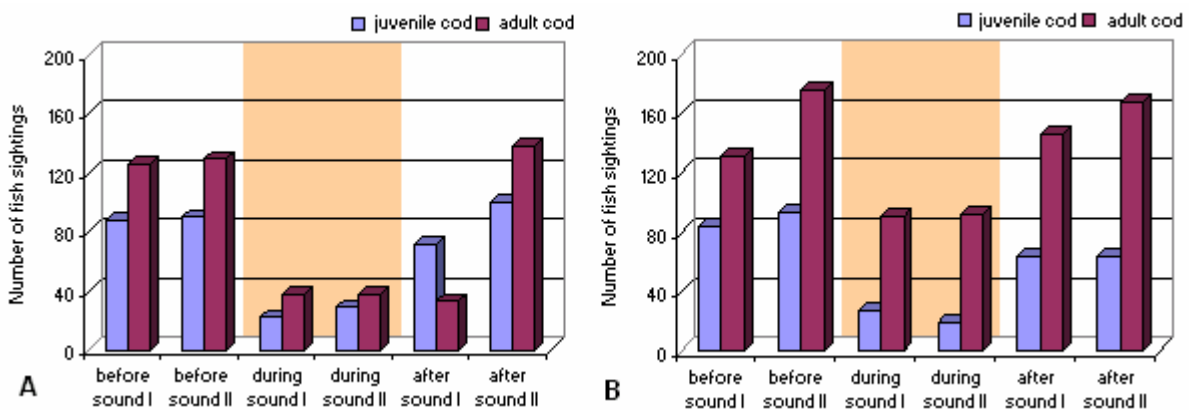 juvenile cod adult cod
Number of fish sightings
200
160
120
80
40
0
before sound I
before sound II
during sound I
during sound II
after sound I
after sound II
A
juvenile cod adult cod
Number of fish sightings
200
160
120
80
40
0
before sound I
before sound II
during sound I
during sound II
after sound I
after sound II
B